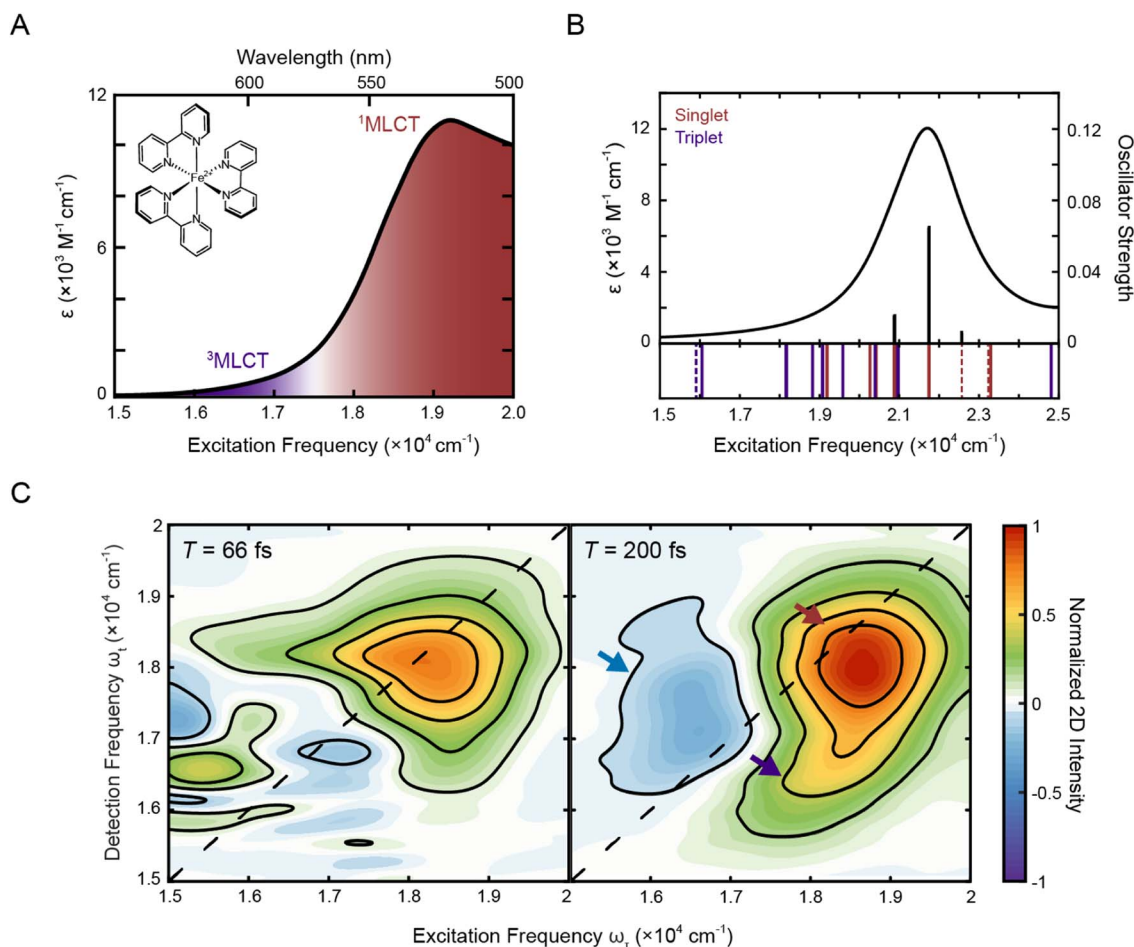 A
Wavelength (nm)
600 550 500
12
6
0
ε (×10³ M⁻¹ cm⁻¹)
³MLCT
¹MLCT
N
N
N
N
N
N
Fe²⁺
1.5 1.6 1.7 1.8 1.9 2.0
Excitation Frequency (×10⁴ cm⁻¹)
B
Singlet
Triplet
12
8
4
0
ε (×10³ M⁻¹ cm⁻¹)
0.12
0.08
0.04
0
Oscillator Strength
1.5 1.7 1.9 2.1 2.3 2.5
Excitation Frequency (×10⁴ cm⁻¹)
C
T = 66 fs
T = 200 fs
2
1.9
1.8
1.7
1.6
1.5
Detection Frequency ωt (×10⁴ cm⁻¹)
1.5 1.6 1.7 1.8 1.9 2 1.6 1.7 1.8 1.9 2
Excitation Frequency ωτ (×10⁴ cm⁻¹)
1
0.5
0
-0.5
-1
Normalized 2D Intensity